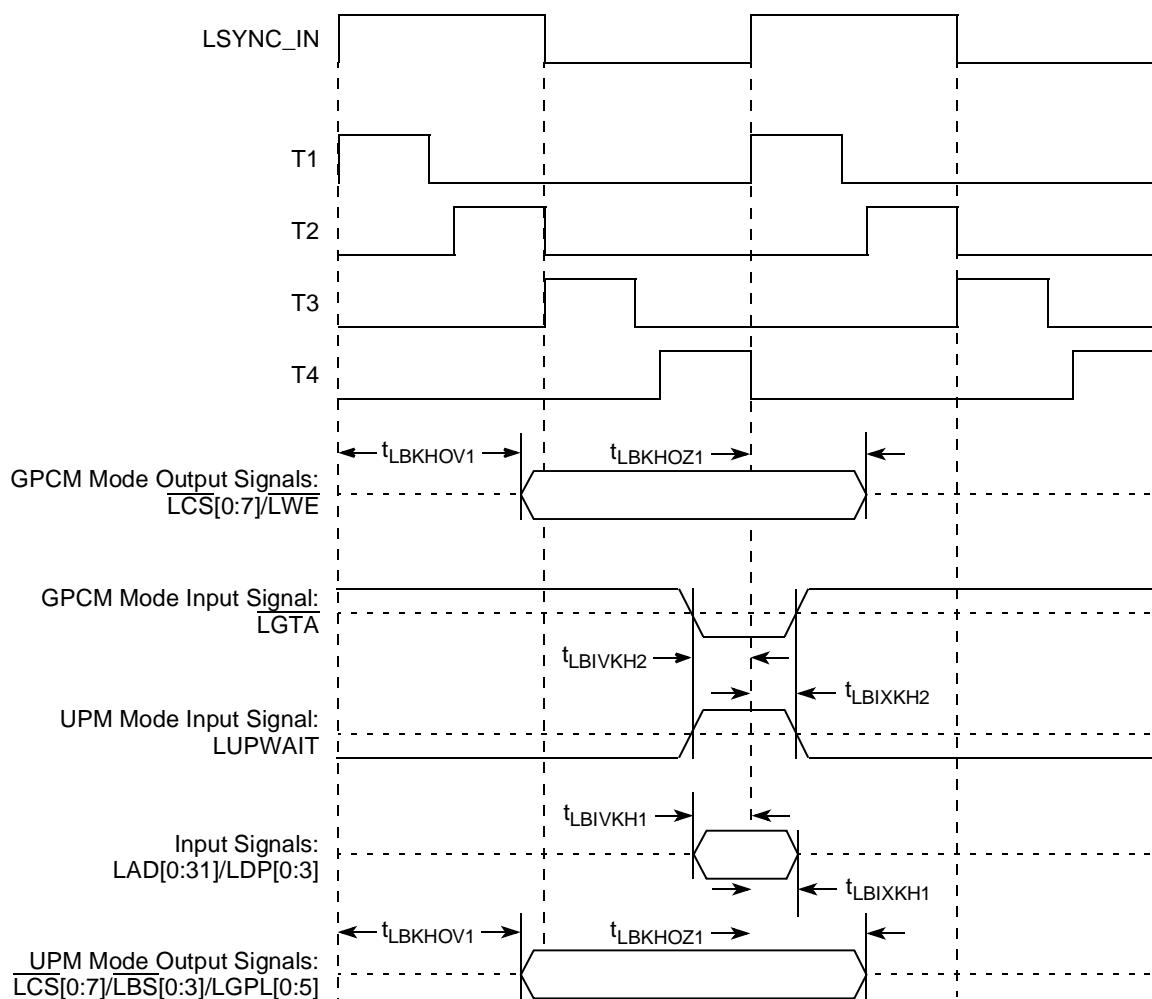 LSYNC_IN
T1
T2
T3
T4
tLBKHOV1
tLBKHOZ1
GPCM Mode Output Signals:
LCS[0:7]/LWE
GPCM Mode Input Signal:
LGTA
tLBIVKH2
tLBIXKH2
UPM Mode Input Signal:
LUPWAIT
tLBIVKH1
Input Signals:
LAD[0:31]/LDP[0:3]
tLBIXKH1
tLBKHOV1
tLBKHOZ1
UPM Mode Output Signals:
LCS[0:7]/LBS[0:3]/LGPL[0:5]